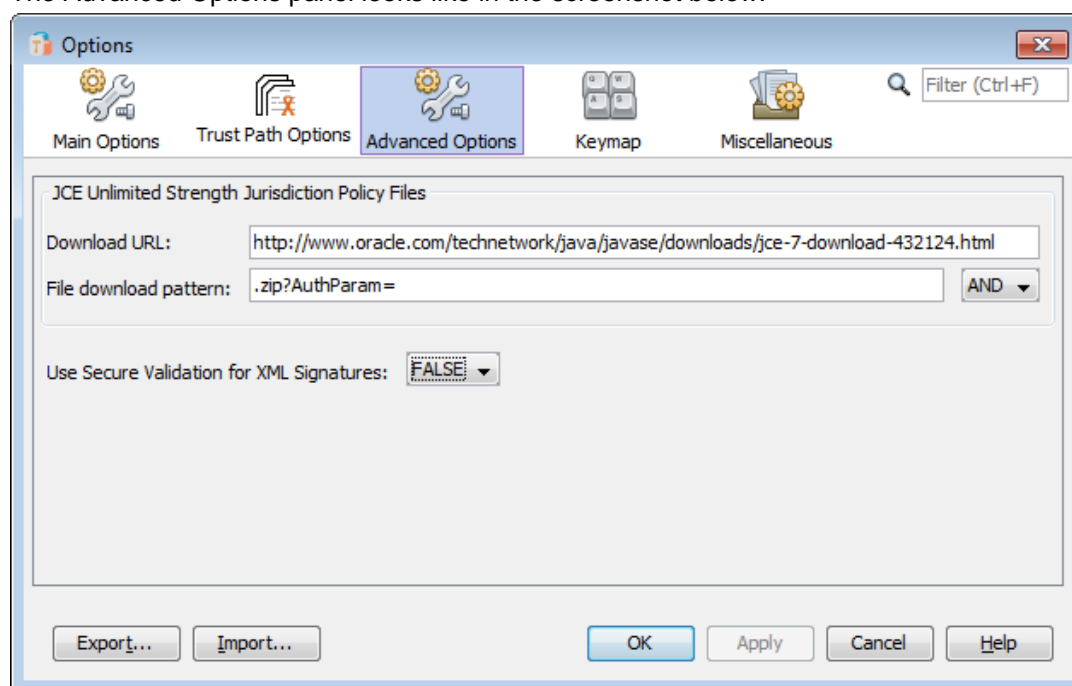 The Advanced Options panel looks like in the screenshot below:
Options
Main Options
Trust Path Options
Advanced Options
Keymap
Miscellaneous
Filter (Ctrl+F)
JCE Unlimited Strength Jurisdiction Policy Files
Download URL: http://www.oracle.com/technetwork/java/javase/downloads/jce-7-download-432124.html
File download pattern: .zip?AuthParam= AND
Use Secure Validation for XML Signatures: FALSE
Export... Import... OK Apply Cancel Help